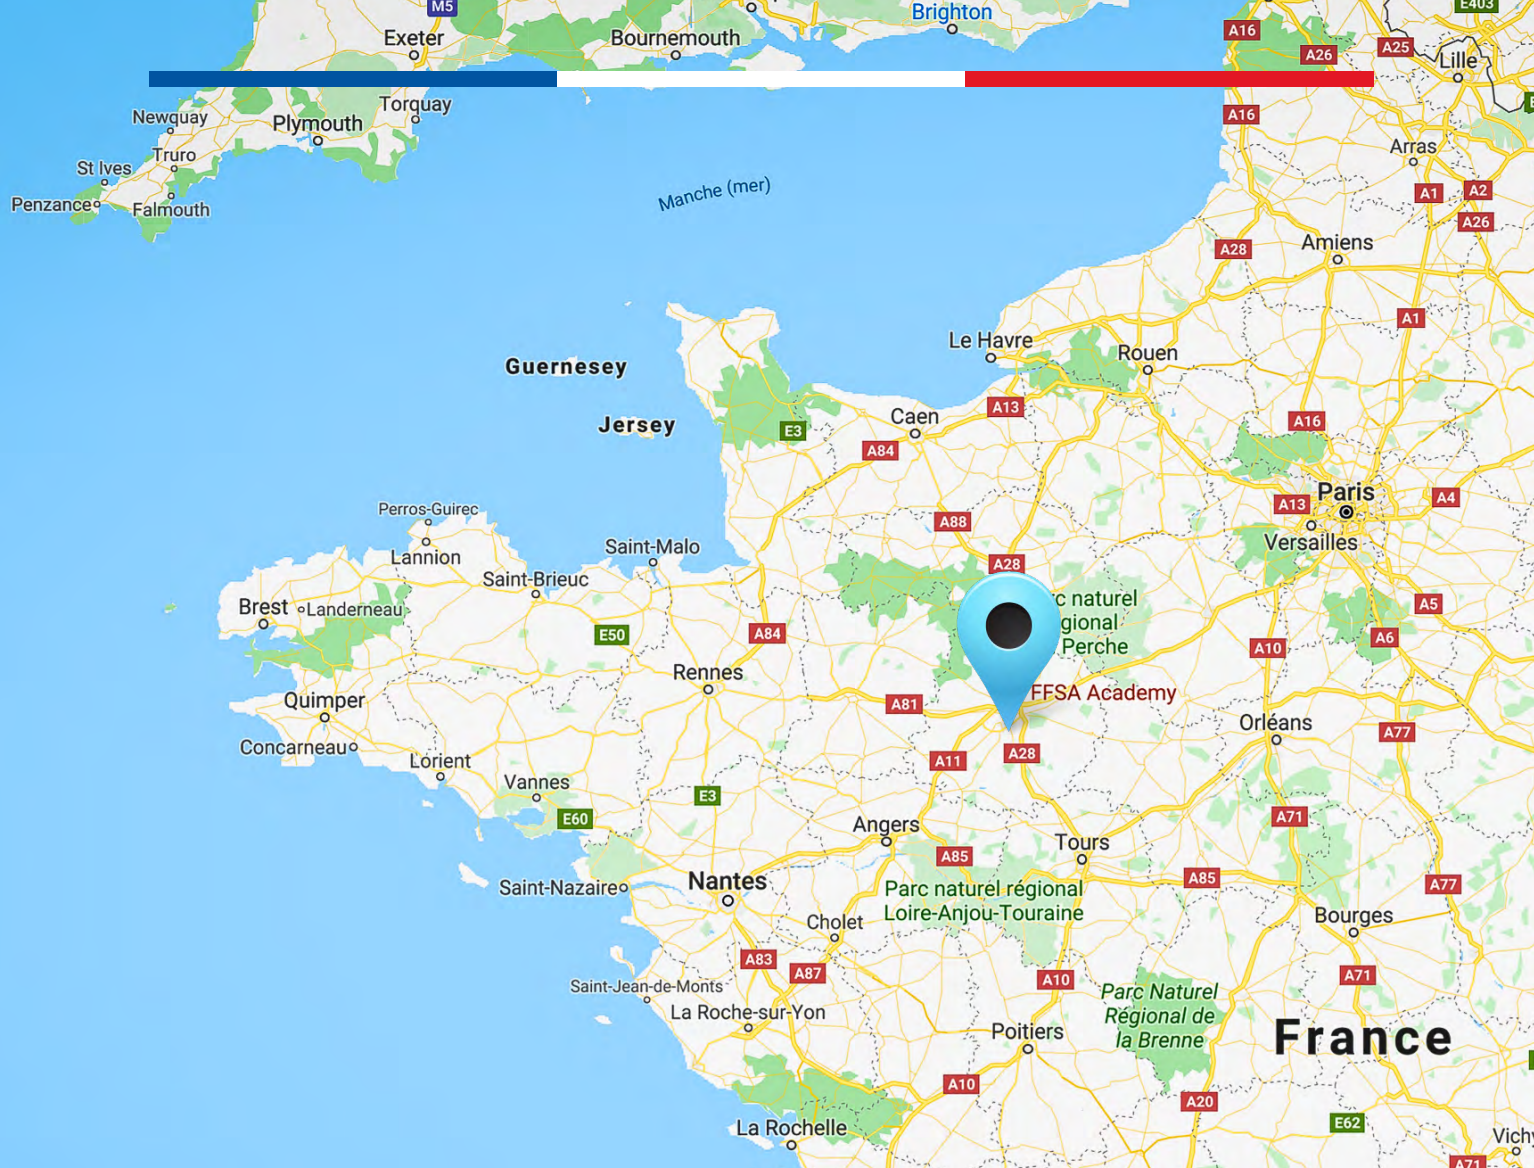 M5
Brighton
E403
Exeter
Bournemouth
A16
A26
A25
Lille
Newquay
Torquay
Plymouth
A16
Arras
St Ives
Truro
Penzance
Falmouth
Manche (mer)
A1
A2
A26
A28
Amiens
A1
Le Havre
Rouen
Guernesey
Jersey
Caen
A13
E3
A84
A16
Paris
A13
A4
Versailles
Perros-Guirec
Lannion
Saint-Malo
A88
A28
Saint-Brieuc
Brest
Landerneau
E50
A84
c naturel
gional
Perche
A5
A6
A10
Rennes
FFSA Academy
Quimper
A81
Orléans
A77
Concarneau
Lorient
A11
A28
Vannes
E3
E60
Angers
A71
Tours
A85
A85
A77
Saint-Nazaire
Nantes
Parc naturel régional
Loire-Anjou-Touraine
Cholet
Bourges
A83
A87
A10
A71
Saint-Jean-de-Monts
La Roche-sur-Yon
Parc Naturel
Régional de
la Brenne
Poitiers
France
A10
A20
E62
La Rochelle
Vichy
A71